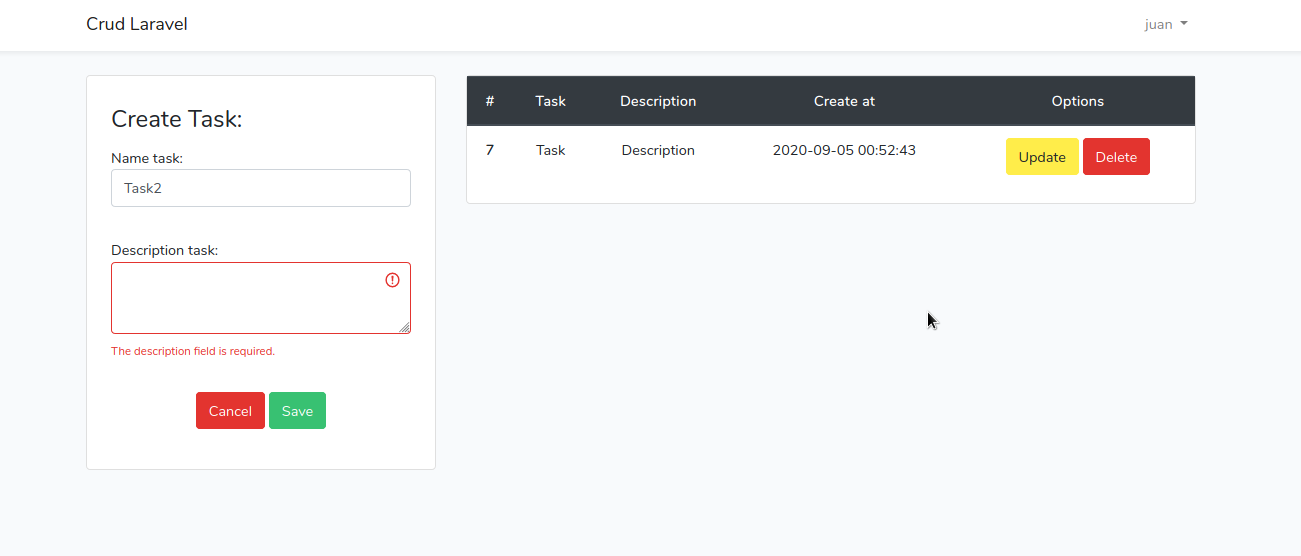 Crud Laravel
juan
Create Task:
Name task:
Task2
Description task:
The description field is required.
Cancel Save
# Task Description Create at Options
7 Task Description 2020-09-05 00:52:43 Update Delete